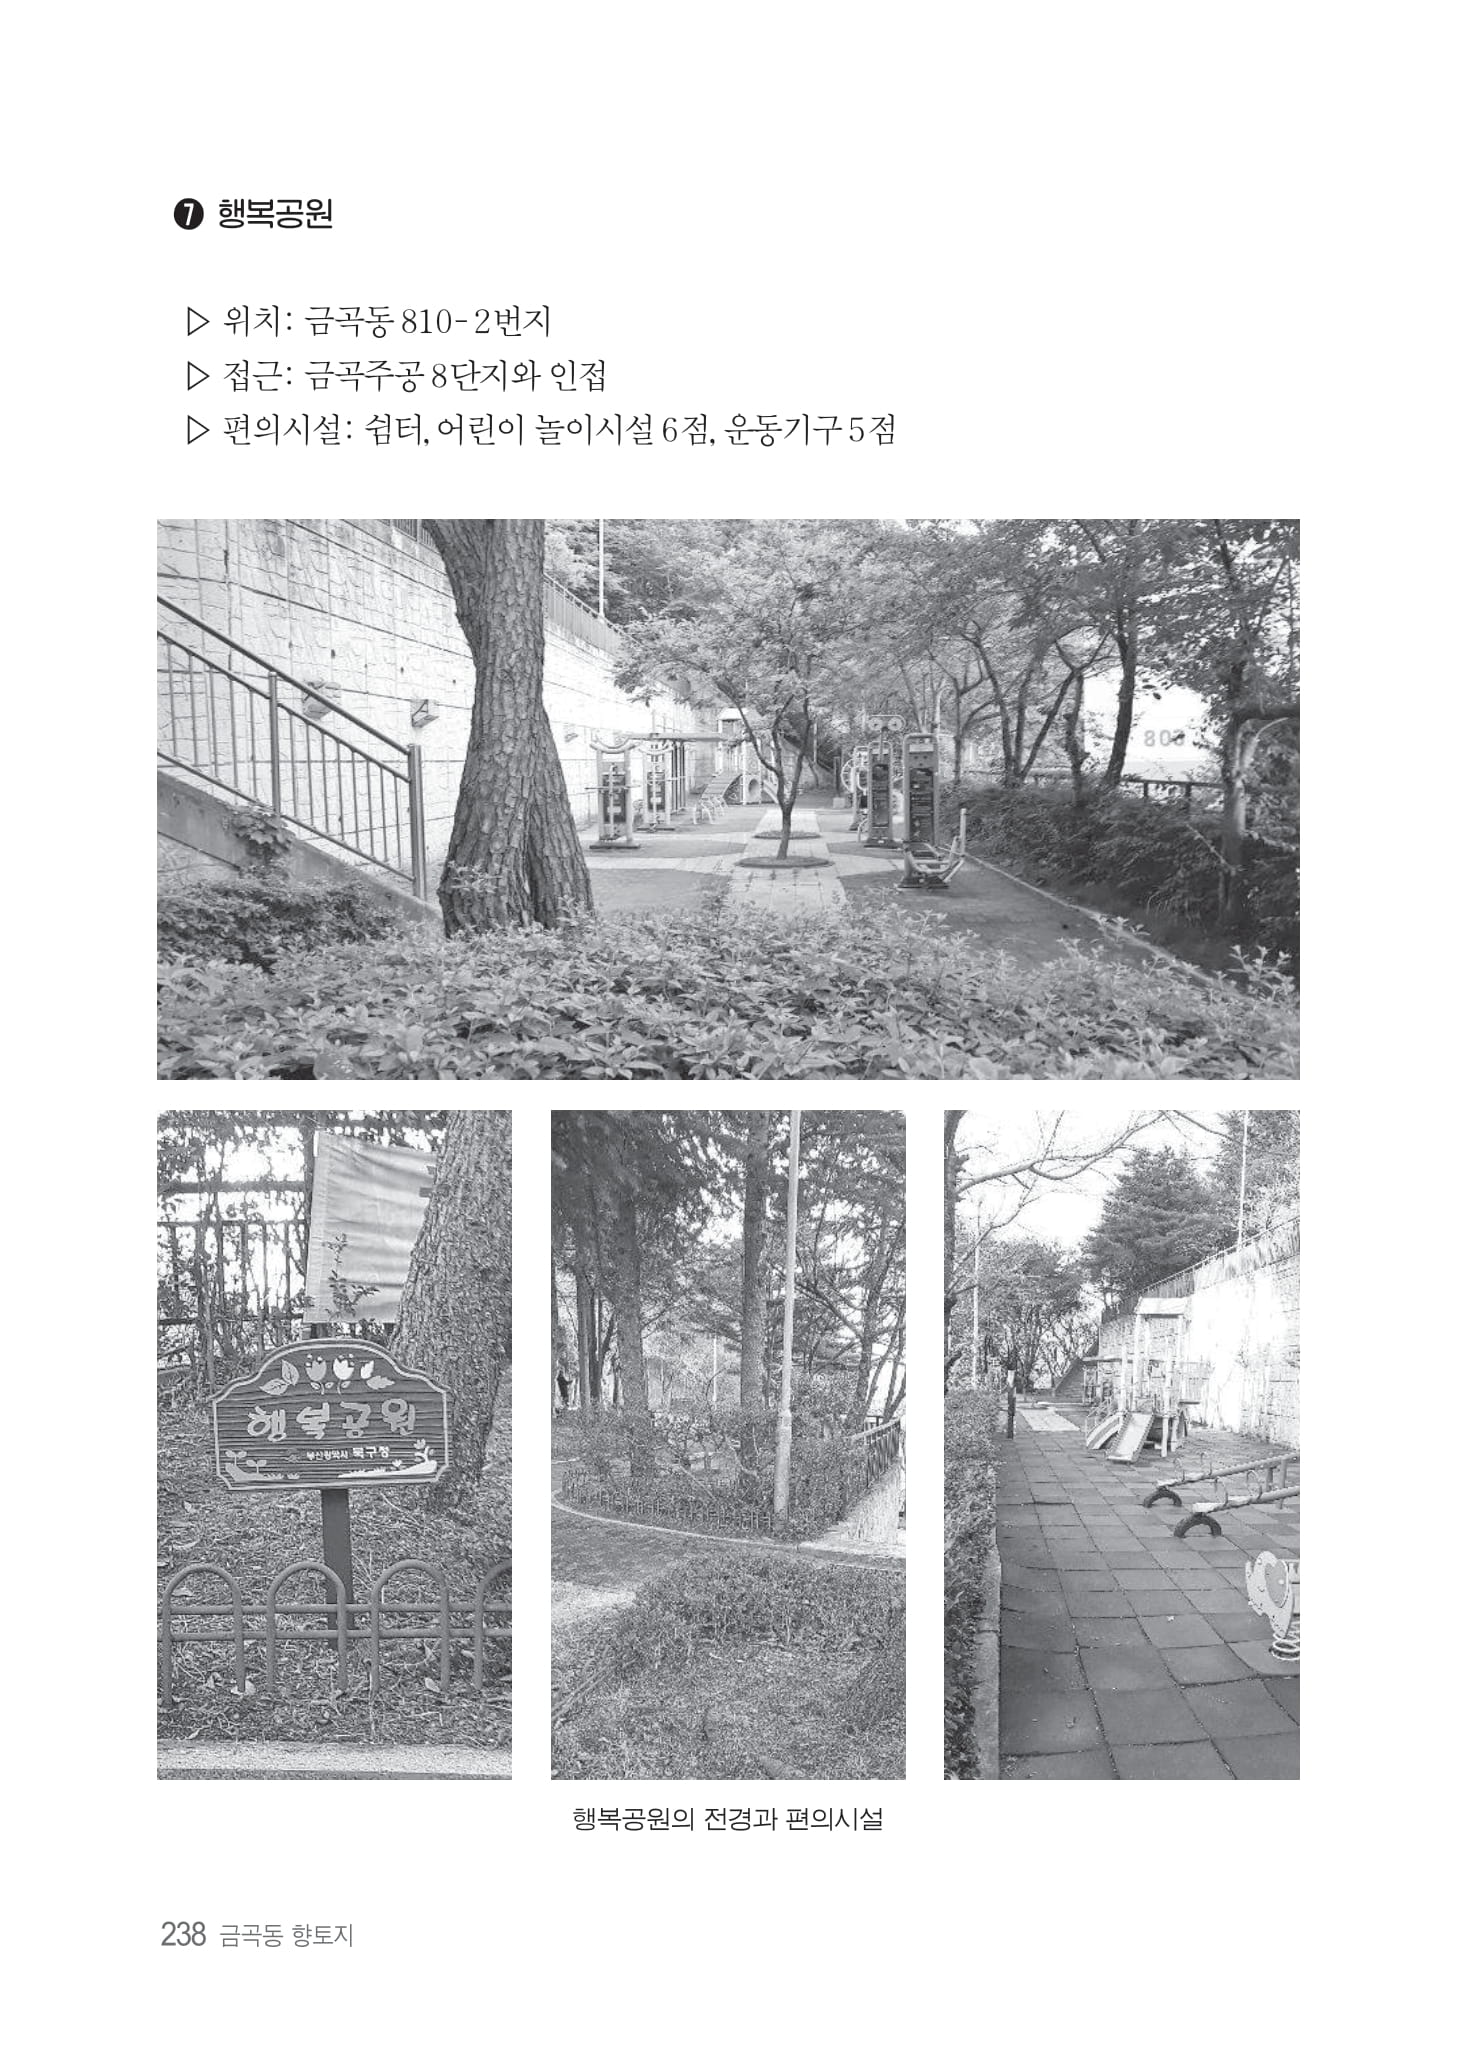 ❼ 행복공원
▷ 위치: 금곡동 810-2번지
▷ 접근: 금곡주공 8단지와 인접
▷ 편의시설: 쉼터, 어린이 놀이시설 6점, 운동기구 5점
808
행복공원
부산광역시 북구청
행복공원의 전경과 편의시설
238 금곡동 향토지